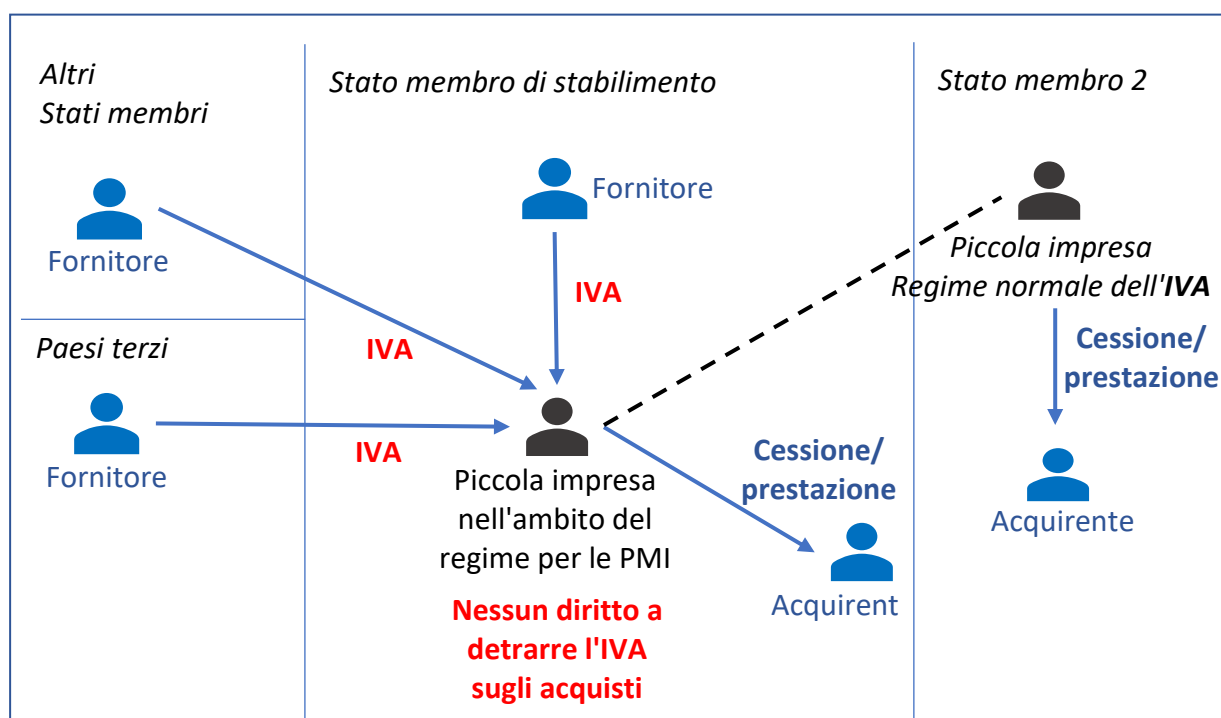 Altri
Stati membri
Fornitore
Paesi terzi
Fornitore
Stato membro di stabilimento
Fornitore
IVA
IVA
IVA
Piccola impresa
nell'ambito del
regime per le PMI
Nessun diritto a
detrarre l'IVA
sugli acquisti
Cessione/
prestazione
Acquirent
Stato membro 2
Piccola impresa
Regime normale dell'IVA
Cessione/
prestazione
Acquirente